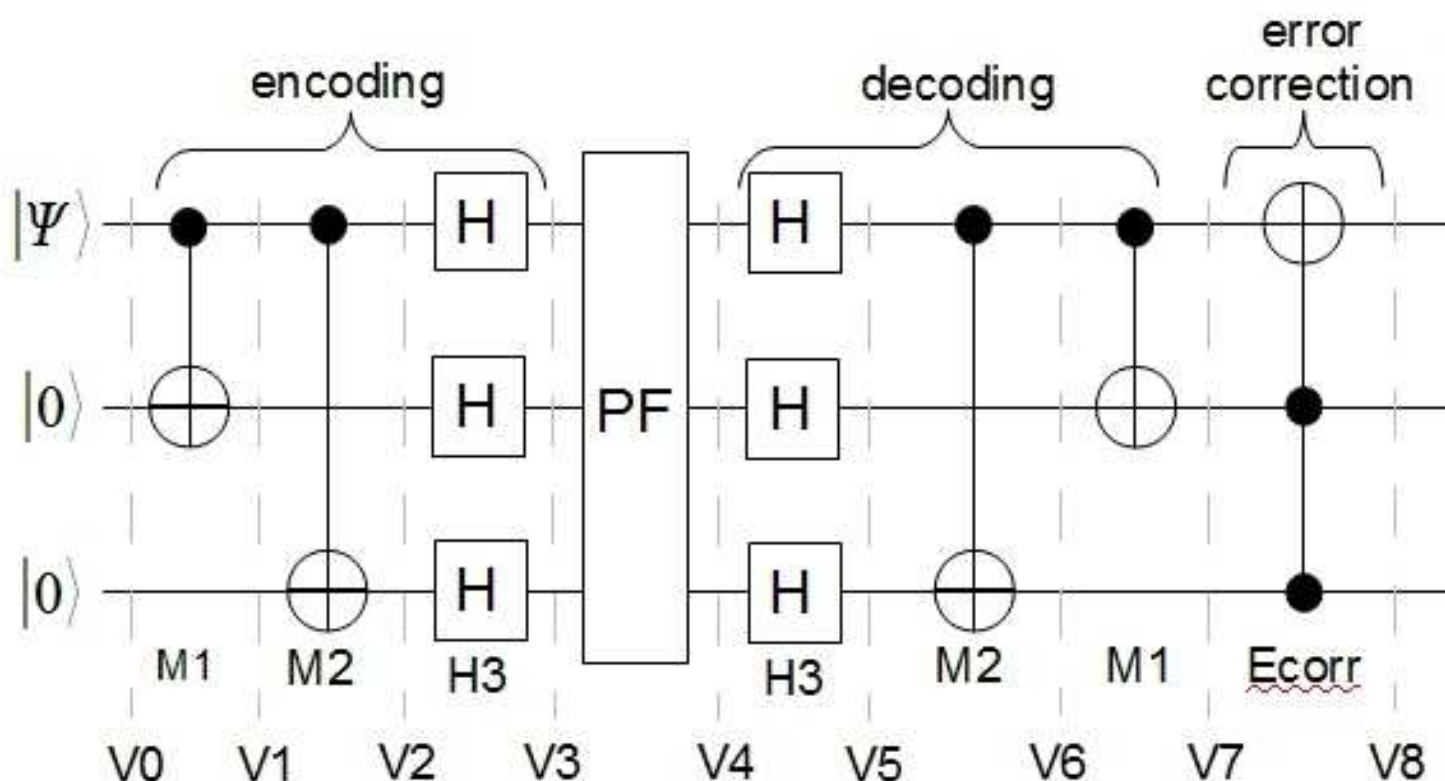 error
encoding decoding correction
|Ψ⟩ H H
|0⟩ H PF H
|0⟩ H H
M1 M2 H3 H3 M2 M1 Ecorr
V0 V1 V2 V3 V4 V5 V6 V7 V8